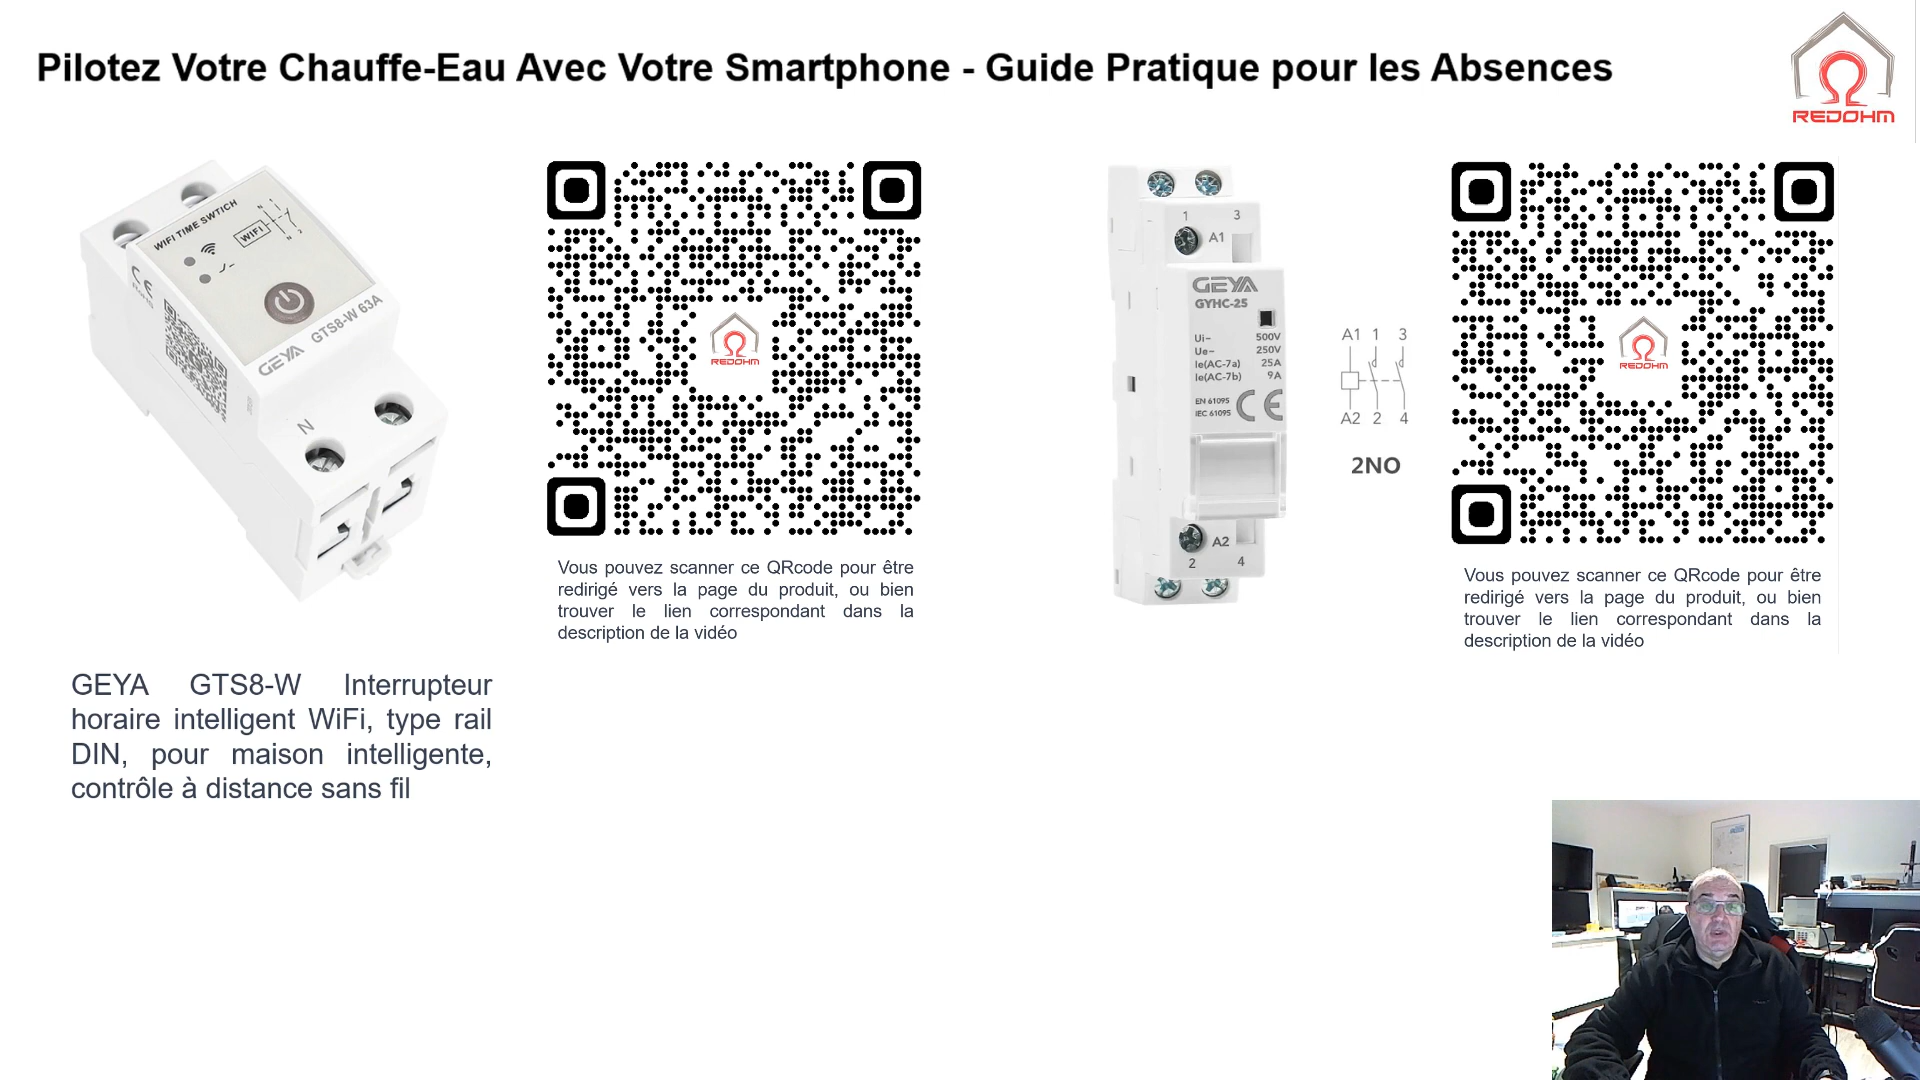 Pilotez Votre Chauffe-Eau Avec Votre Smartphone - Guide Pratique pour les Absences
REDOHM
WIFI TIME SWTICH
WIFI
N
1
N
2
CE
GEYA GTS8-W 63A
N
REDOHM
Vous pouvez scanner ce QRcode pour être
redirigé vers la page du produit, ou bien
trouver le lien correspondant dans la
description de la vidéo
GEYA GTS8-W Interrupteur
horaire intelligent WiFi, type rail
DIN, pour maison intelligente,
contrôle à distance sans fil
1 3
A1
GEYA
GYHC-25
Ui~ 500V
Ue~ 250V
Ie(AC-7a) 25A
Ie(AC-7b) 9A
EN 61095
IEC 61095
CE
A2
2 4
A1 1 3
A2 2 4
2NO
REDOHM
Vous pouvez scanner ce QRcode pour être
redirigé vers la page du produit, ou bien
trouver le lien correspondant dans la
description de la vidéo